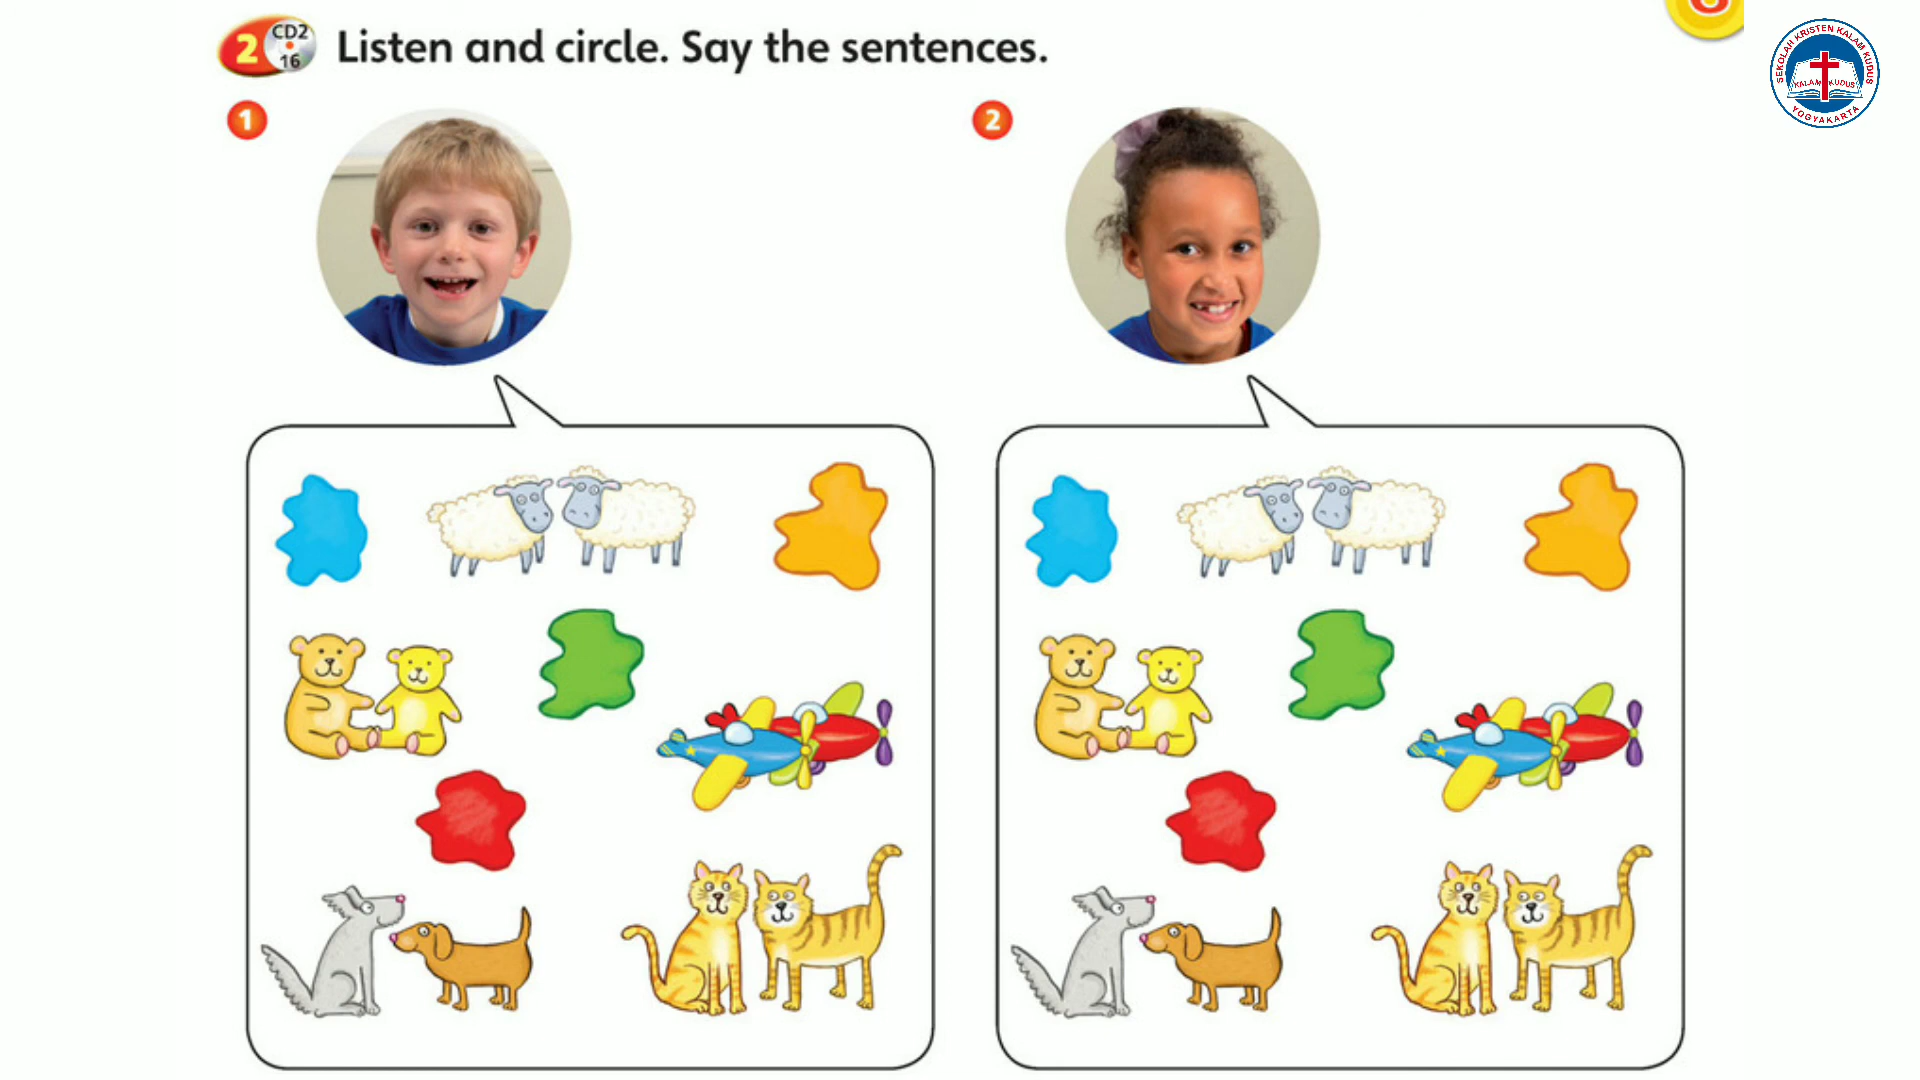 2 CD2 16 Listen and circle. Say the sentences.
1
2
SEKOLAH KRISTEN KALAM KUDUS
KALAM KUDUS
YOGYAKARTA